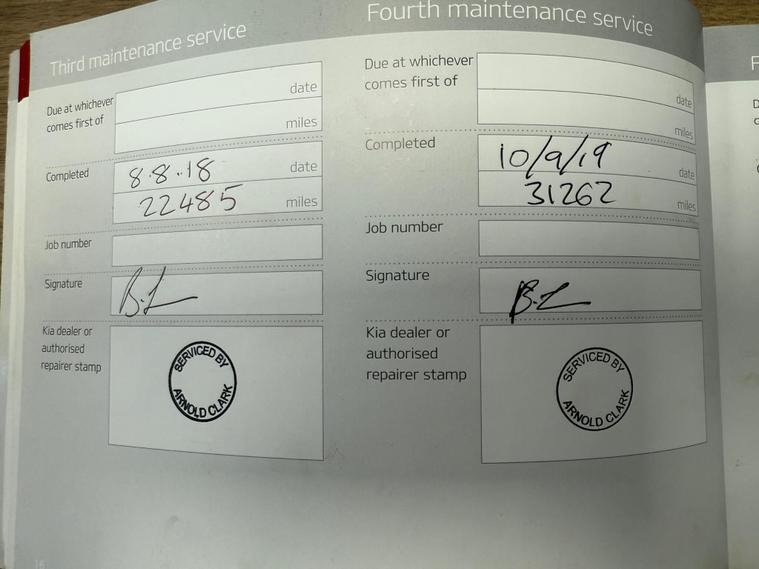 Third maintenance service
Due at whichever
comes first of
date
miles
Completed
8.8.18
date
22485
miles
Job number
Signature
B.L
Kia dealer or
authorised
repairer stamp
SERVICED BY
ARNOLD CLARK
16
Fourth maintenance service
Due at whichever
comes first of
date
miles
Completed
10/9/19
date
31262
miles
Job number
Signature
B.L
Kia dealer or
authorised
repairer stamp
SERVICED BY
ARNOLD CLARK
F